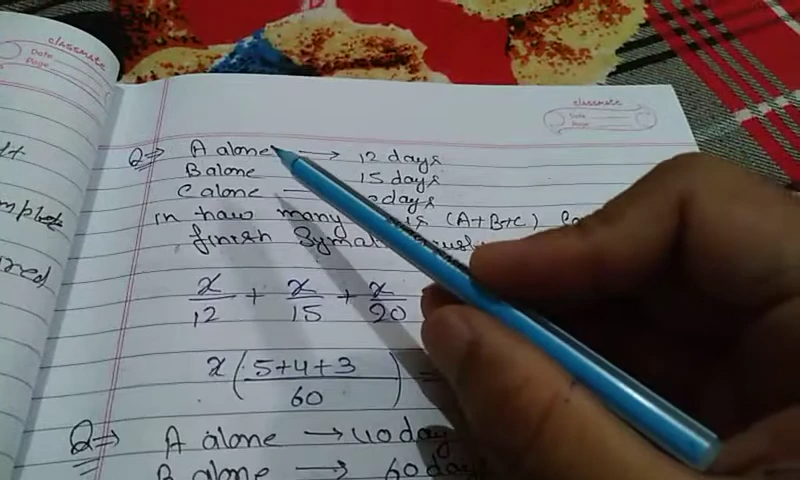 classmate
Date
Page
classmate
Date
Page
Q⇒ A alone → 12 days
B alone 15 days
C alone days
in how many (A+B+C)
finish
x/12 + x/15 + x/20
x(5+4+3/60) =
Q⇒ A alone → 40 day
B alone → 60 days